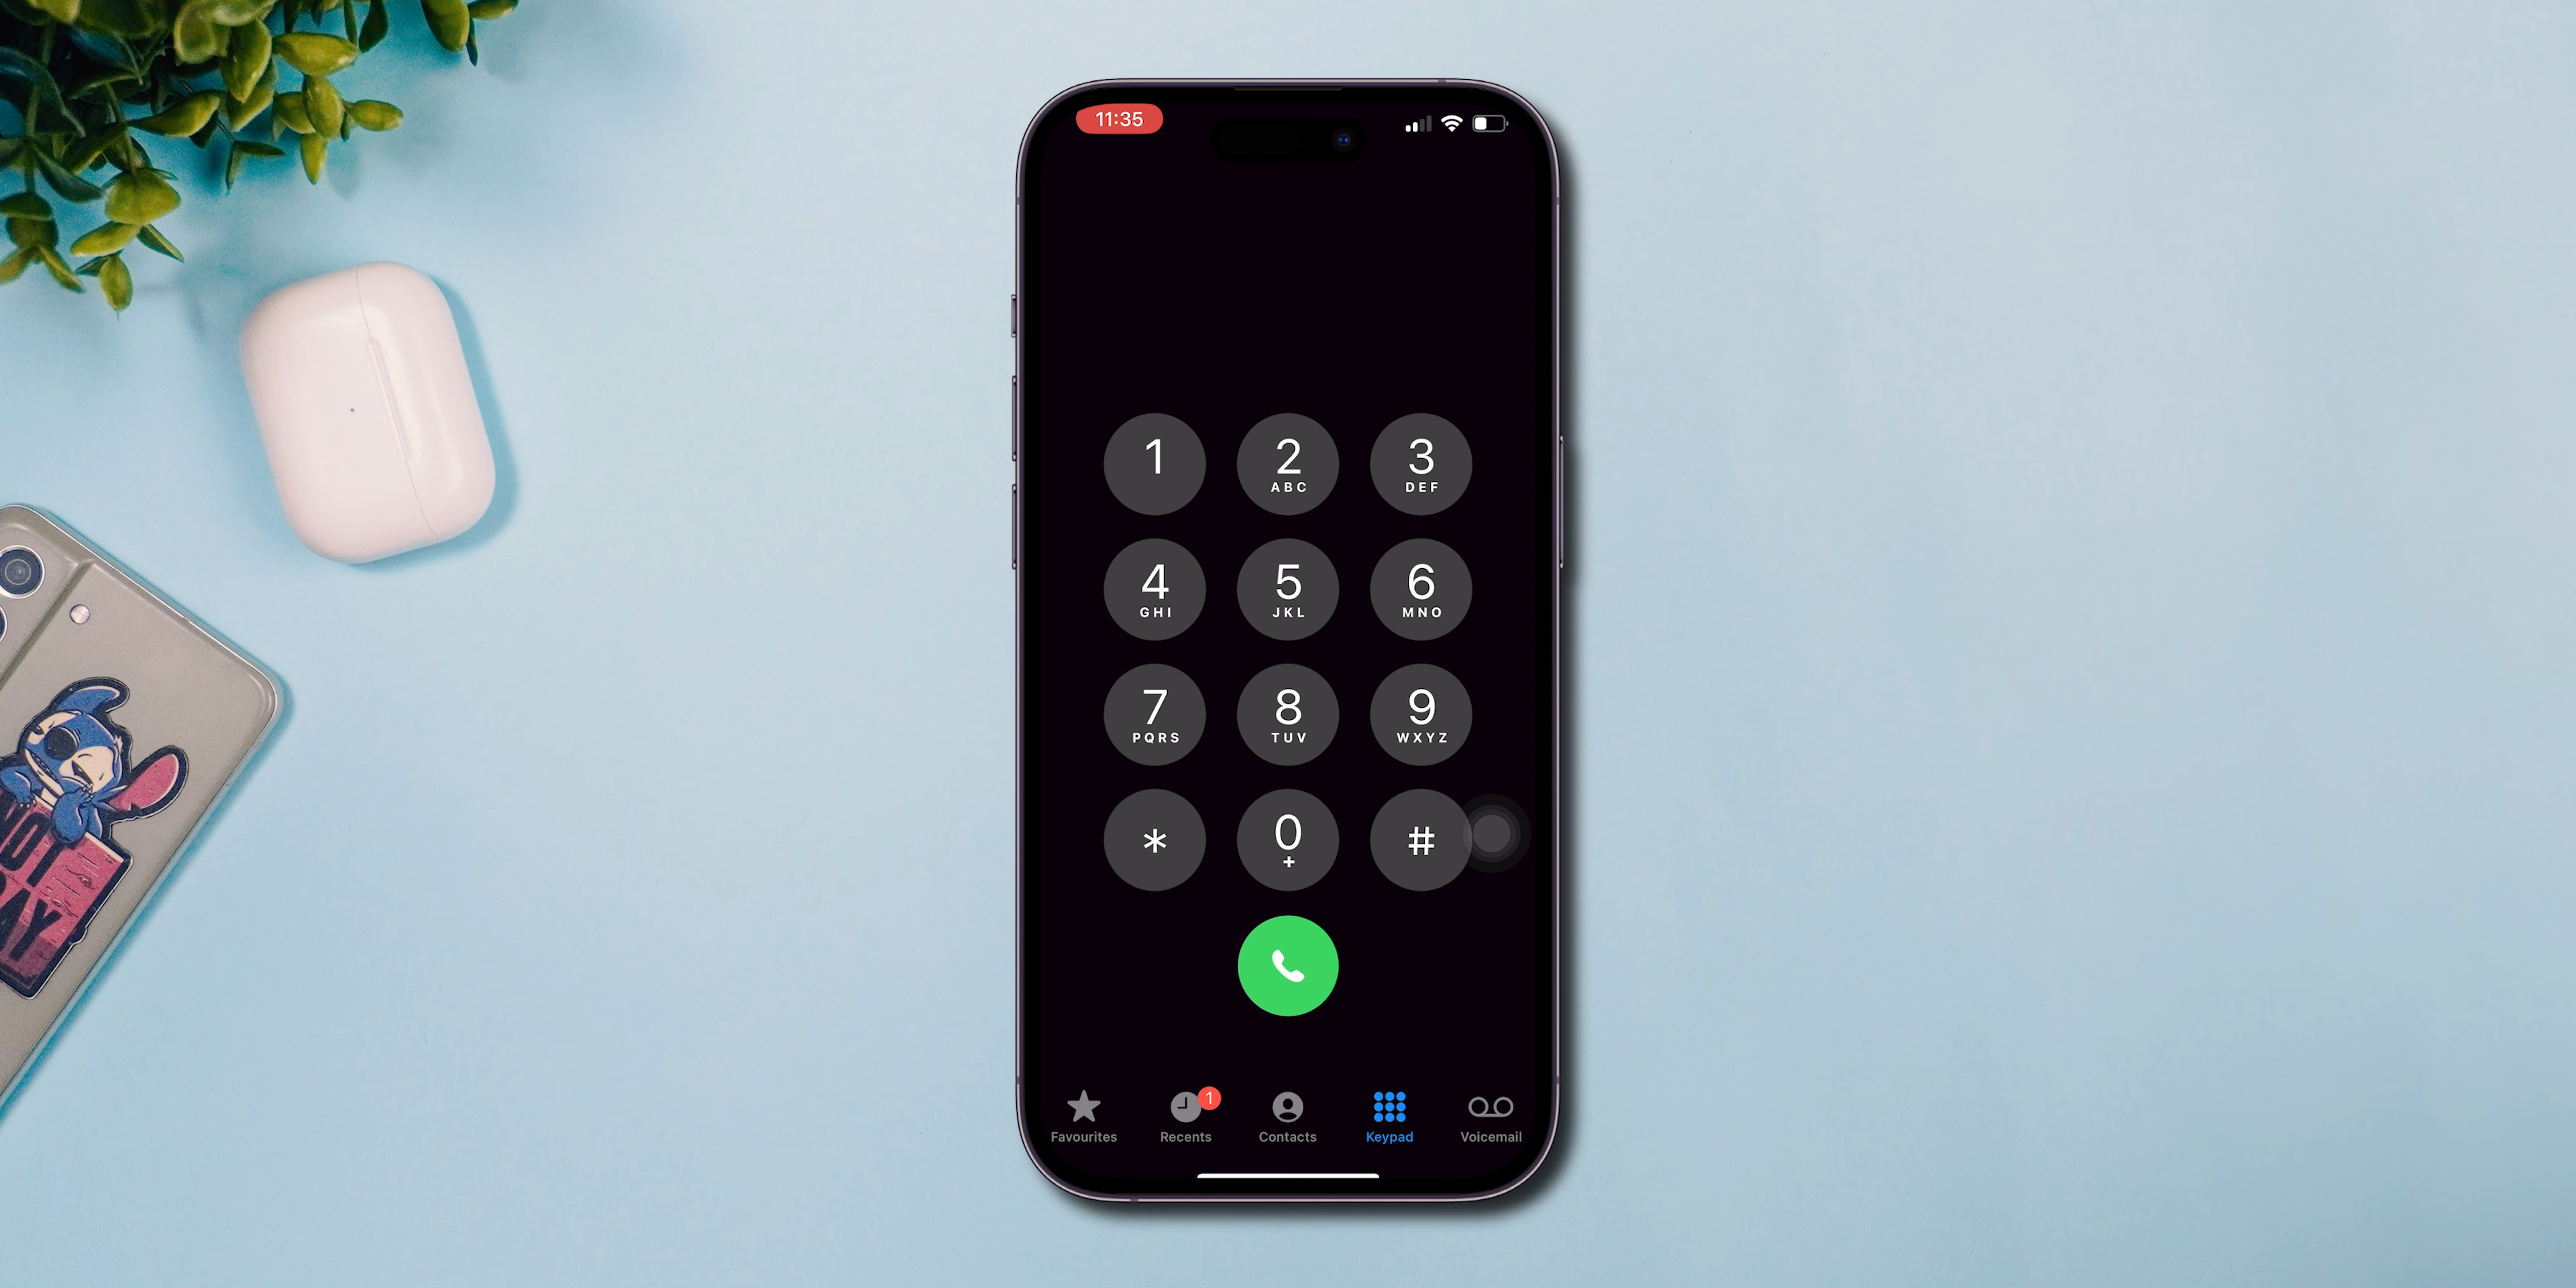 11:35
1 2 3
ABC DEF
4 5 6
GHI JKL MNO
7 8 9
PQRS TUV WXYZ
* 0 #
+
1
Favourites Recents Contacts Keypad Voicemail